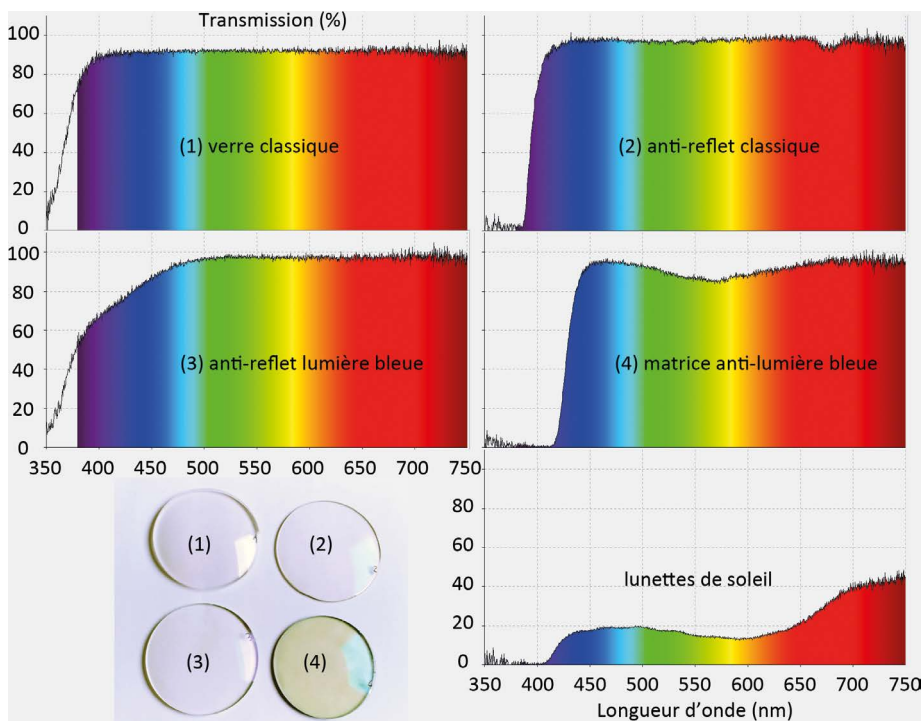 Transmission (%)
100
80
60
40
20
0
(1) verre classique
(2) anti-reflet classique
100
80
60
40
20
0
(3) anti-reflet lumière bleue
(4) matrice anti-lumière bleue
350 400 450 500 550 600 650 700 750
(1)
(2)
(3)
(4)
80
60
40
20
0
lunettes de soleil
350 400 450 500 550 600 650 700 750
Longueur d’onde (nm)